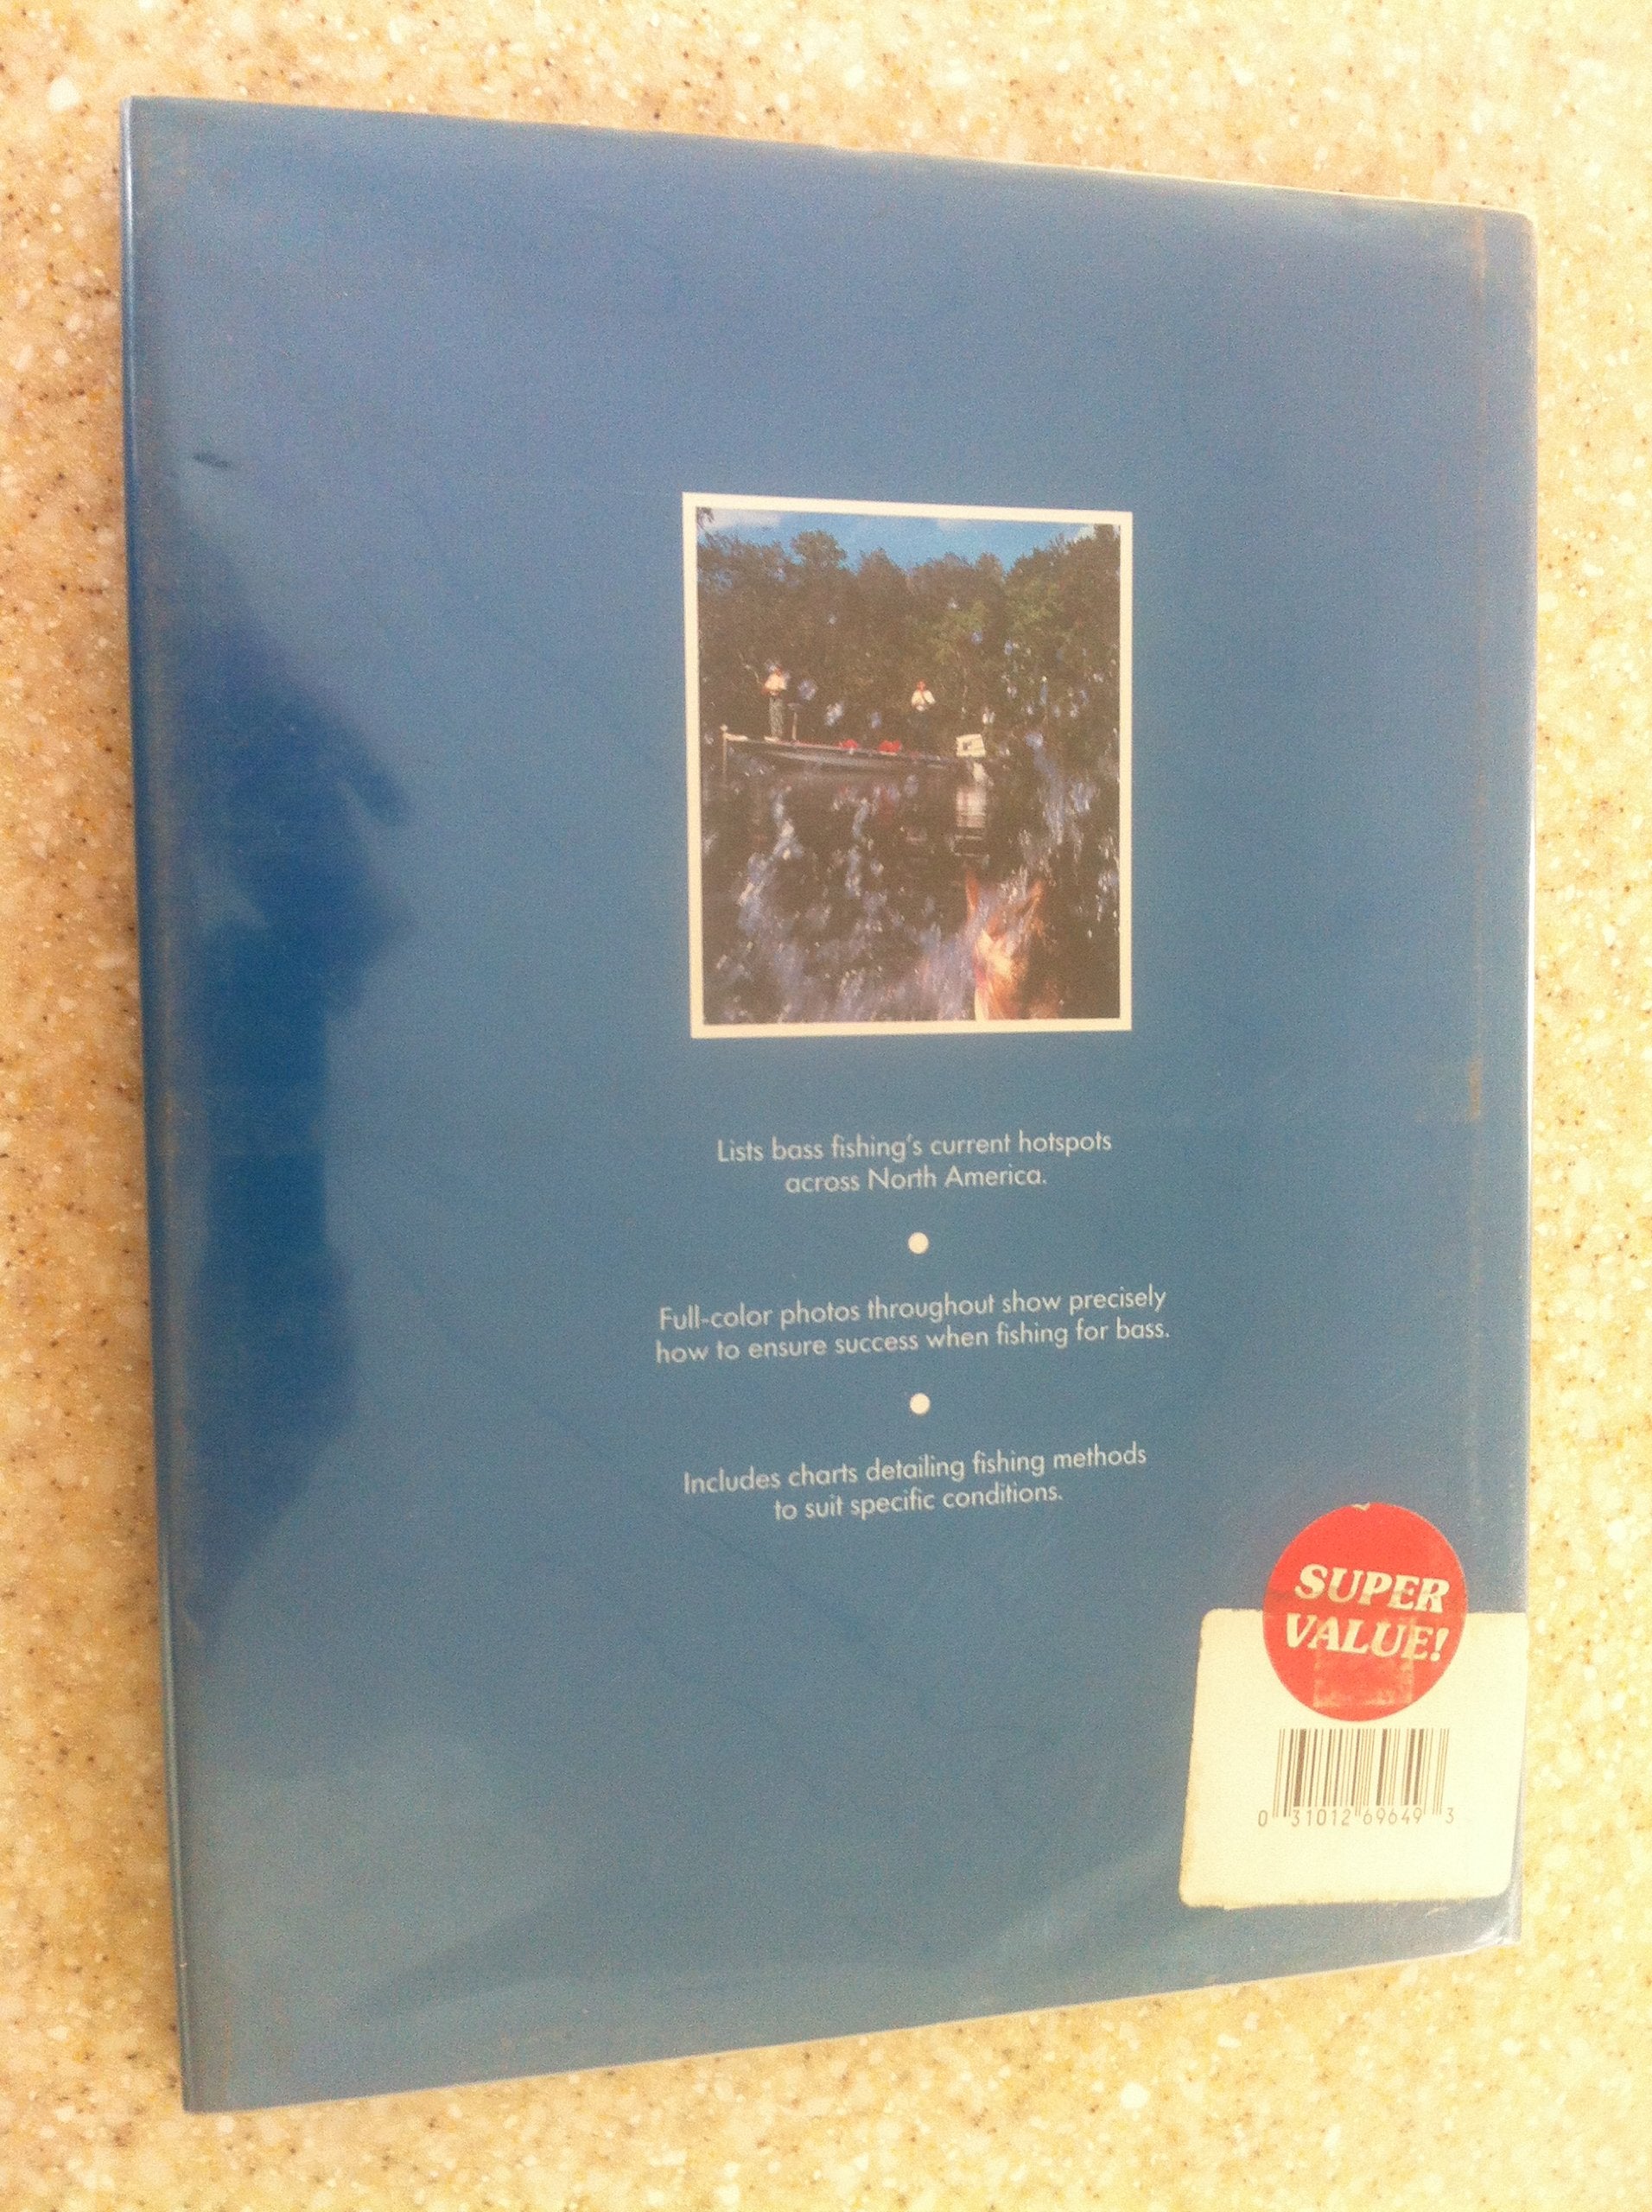 Lists bass fishing's current hotspots
across North America.
Full-color photos throughout show precisely
how to ensure success when fishing for bass.
Includes charts detailing fishing methods
to suit specific conditions.
SUPER
VALUE!
0 31012 69649 3